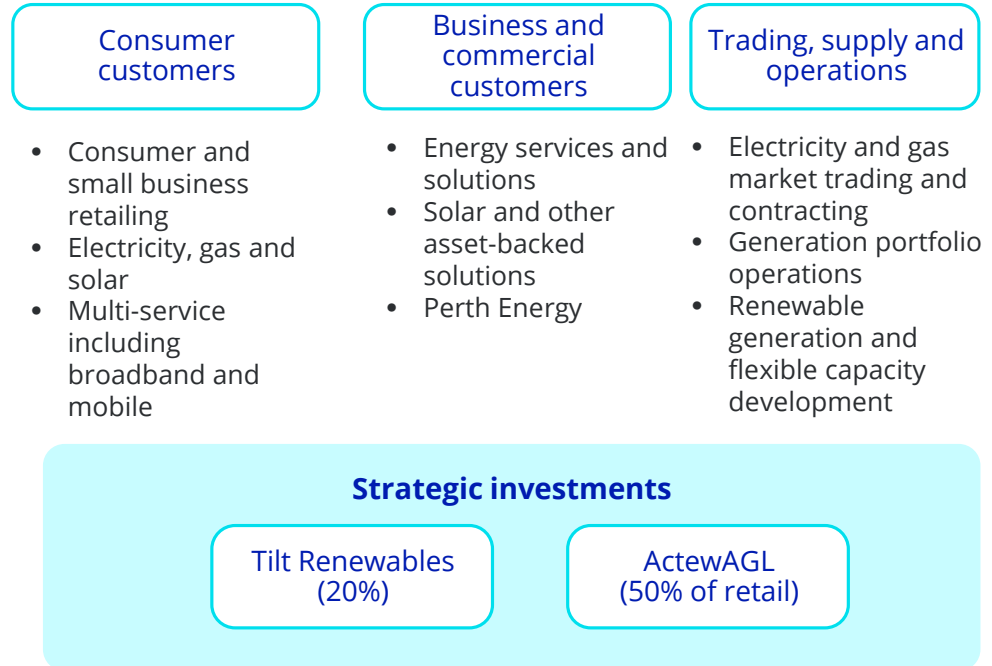 Consumer
customers
Business and
commercial
customers
Trading, supply and
operations
• Consumer and
small business
retailing
• Electricity, gas and
solar
• Multi-service
including
broadband and
mobile
• Energy services and
solutions
• Solar and other
asset-backed
solutions
• Perth Energy
• Electricity and gas
market trading and
contracting
• Generation portfolio
operations
• Renewable
generation and
flexible capacity
development
Strategic investments
Tilt Renewables
(20%)
ActewAGL
(50% of retail)